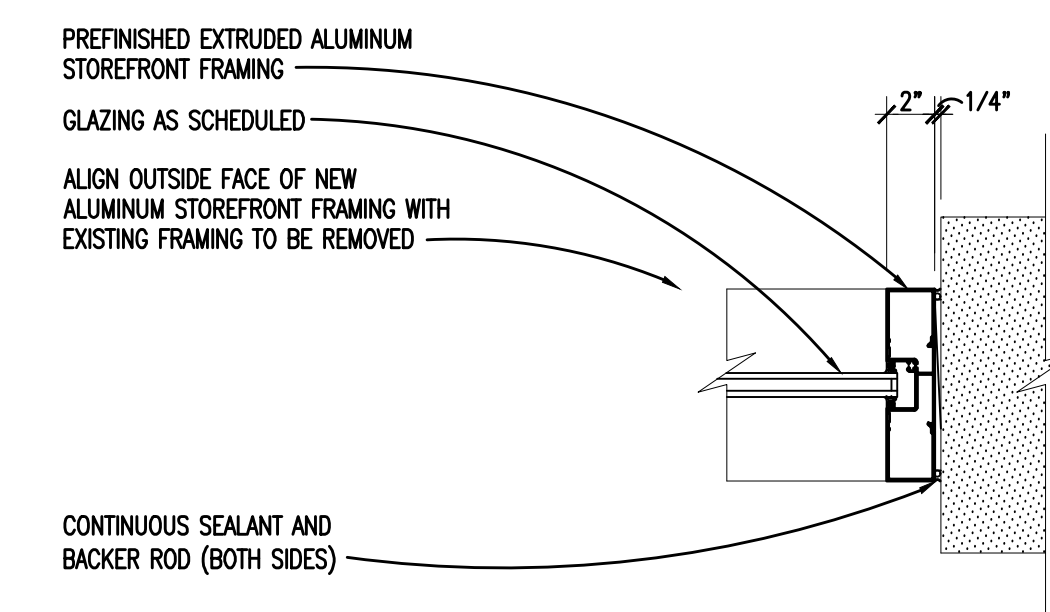 PREFINISHED EXTRUDED ALUMINUM
STOREFRONT FRAMING
2" 1/4"
GLAZING AS SCHEDULED
ALIGN OUTSIDE FACE OF NEW
ALUMINUM STOREFRONT FRAMING WITH
EXISTING FRAMING TO BE REMOVED
CONTINUOUS SEALANT AND
BACKER ROD (BOTH SIDES)